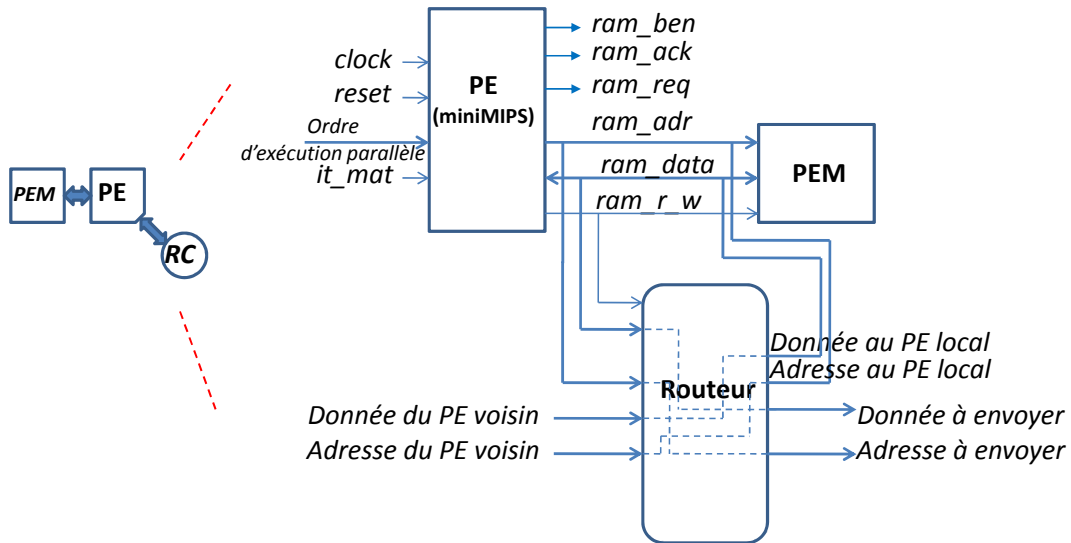 ram_ben
ram_ack
ram_req
clock
reset
Ordre
d'exécution parallèle
it_mat
PE
(miniMIPS)
ram_adr
ram_data
ram_r_w
PEM
PEM
PE
RC
Routeur
Donnée au PE local
Adresse au PE local
Donnée du PE voisin
Adresse du PE voisin
Donnée à envoyer
Adresse à envoyer